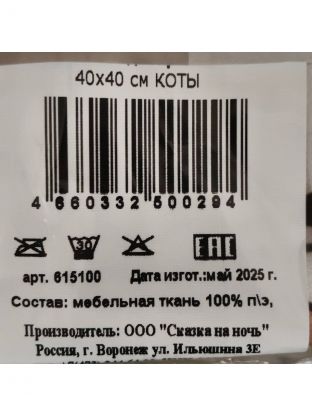 40х40 см КОТЫ
4 660332 500294
30
ЕАС
арт. 615100 Дата изгот.:май 2025 г.
Состав: мебельная ткань 100% п\э,
Производитель: ООО "Сказка на ночь"
Россия, г. Воронеж ул. Ильюшина 3Е